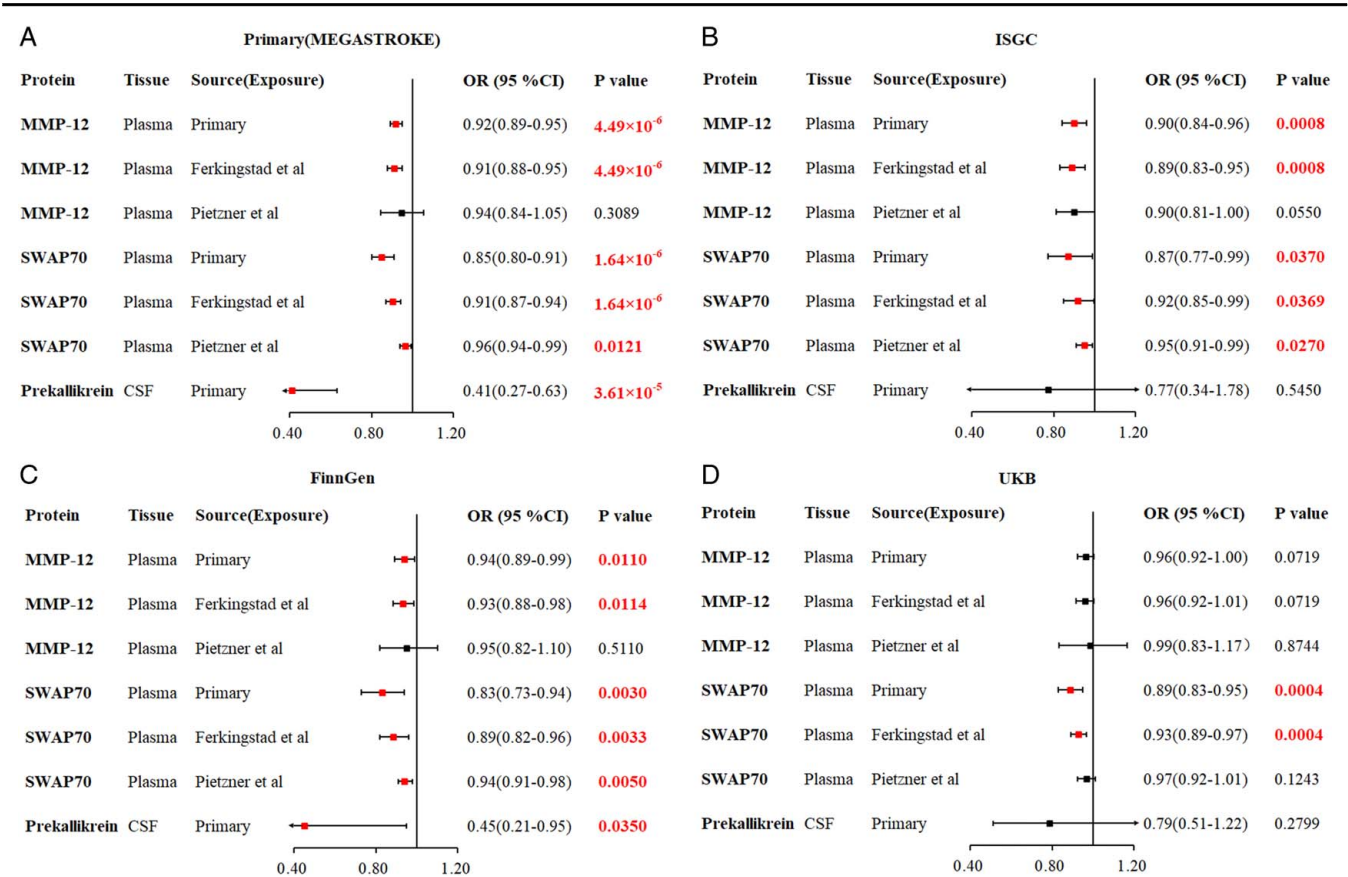 A
Primary(MEGASTROKE)
Protein Tissue Source(Exposure) OR (95 %CI) P value
MMP-12 Plasma Primary 0.92(0.89-0.95) 4.49×10⁻⁶
MMP-12 Plasma Ferkingstad et al 0.91(0.88-0.95) 4.49×10⁻⁶
MMP-12 Plasma Pietzner et al 0.94(0.84-1.05) 0.3089
SWAP70 Plasma Primary 0.85(0.80-0.91) 1.64×10⁻⁶
SWAP70 Plasma Ferkingstad et al 0.91(0.87-0.94) 1.64×10⁻⁶
SWAP70 Plasma Pietzner et al 0.96(0.94-0.99) 0.0121
Prekallikrein CSF Primary 0.41(0.27-0.63) 3.61×10⁻⁵
0.40 0.80 1.20
B
ISGC
Protein Tissue Source(Exposure) OR (95 %CI) P value
MMP-12 Plasma Primary 0.90(0.84-0.96) 0.0008
MMP-12 Plasma Ferkingstad et al 0.89(0.83-0.95) 0.0008
MMP-12 Plasma Pietzner et al 0.90(0.81-1.00) 0.0550
SWAP70 Plasma Primary 0.87(0.77-0.99) 0.0370
SWAP70 Plasma Ferkingstad et al 0.92(0.85-0.99) 0.0369
SWAP70 Plasma Pietzner et al 0.95(0.91-0.99) 0.0270
Prekallikrein CSF Primary 0.77(0.34-1.78) 0.5450
0.40 0.80 1.20
C
FinnGen
Protein Tissue Source(Exposure) OR (95 %CI) P value
MMP-12 Plasma Primary 0.94(0.89-0.99) 0.0110
MMP-12 Plasma Ferkingstad et al 0.93(0.88-0.98) 0.0114
MMP-12 Plasma Pietzner et al 0.95(0.82-1.10) 0.5110
SWAP70 Plasma Primary 0.83(0.73-0.94) 0.0030
SWAP70 Plasma Ferkingstad et al 0.89(0.82-0.96) 0.0033
SWAP70 Plasma Pietzner et al 0.94(0.91-0.98) 0.0050
Prekallikrein CSF Primary 0.45(0.21-0.95) 0.0350
0.40 0.80 1.20
D
UKB
Protein Tissue Source(Exposure) OR (95 %CI) P value
MMP-12 Plasma Primary 0.96(0.92-1.00) 0.0719
MMP-12 Plasma Ferkingstad et al 0.96(0.92-1.01) 0.0719
MMP-12 Plasma Pietzner et al 0.99(0.83-1.17) 0.8744
SWAP70 Plasma Primary 0.89(0.83-0.95) 0.0004
SWAP70 Plasma Ferkingstad et al 0.93(0.89-0.97) 0.0004
SWAP70 Plasma Pietzner et al 0.97(0.92-1.01) 0.1243
Prekallikrein CSF Primary 0.79(0.51-1.22) 0.2799
0.40 0.80 1.20